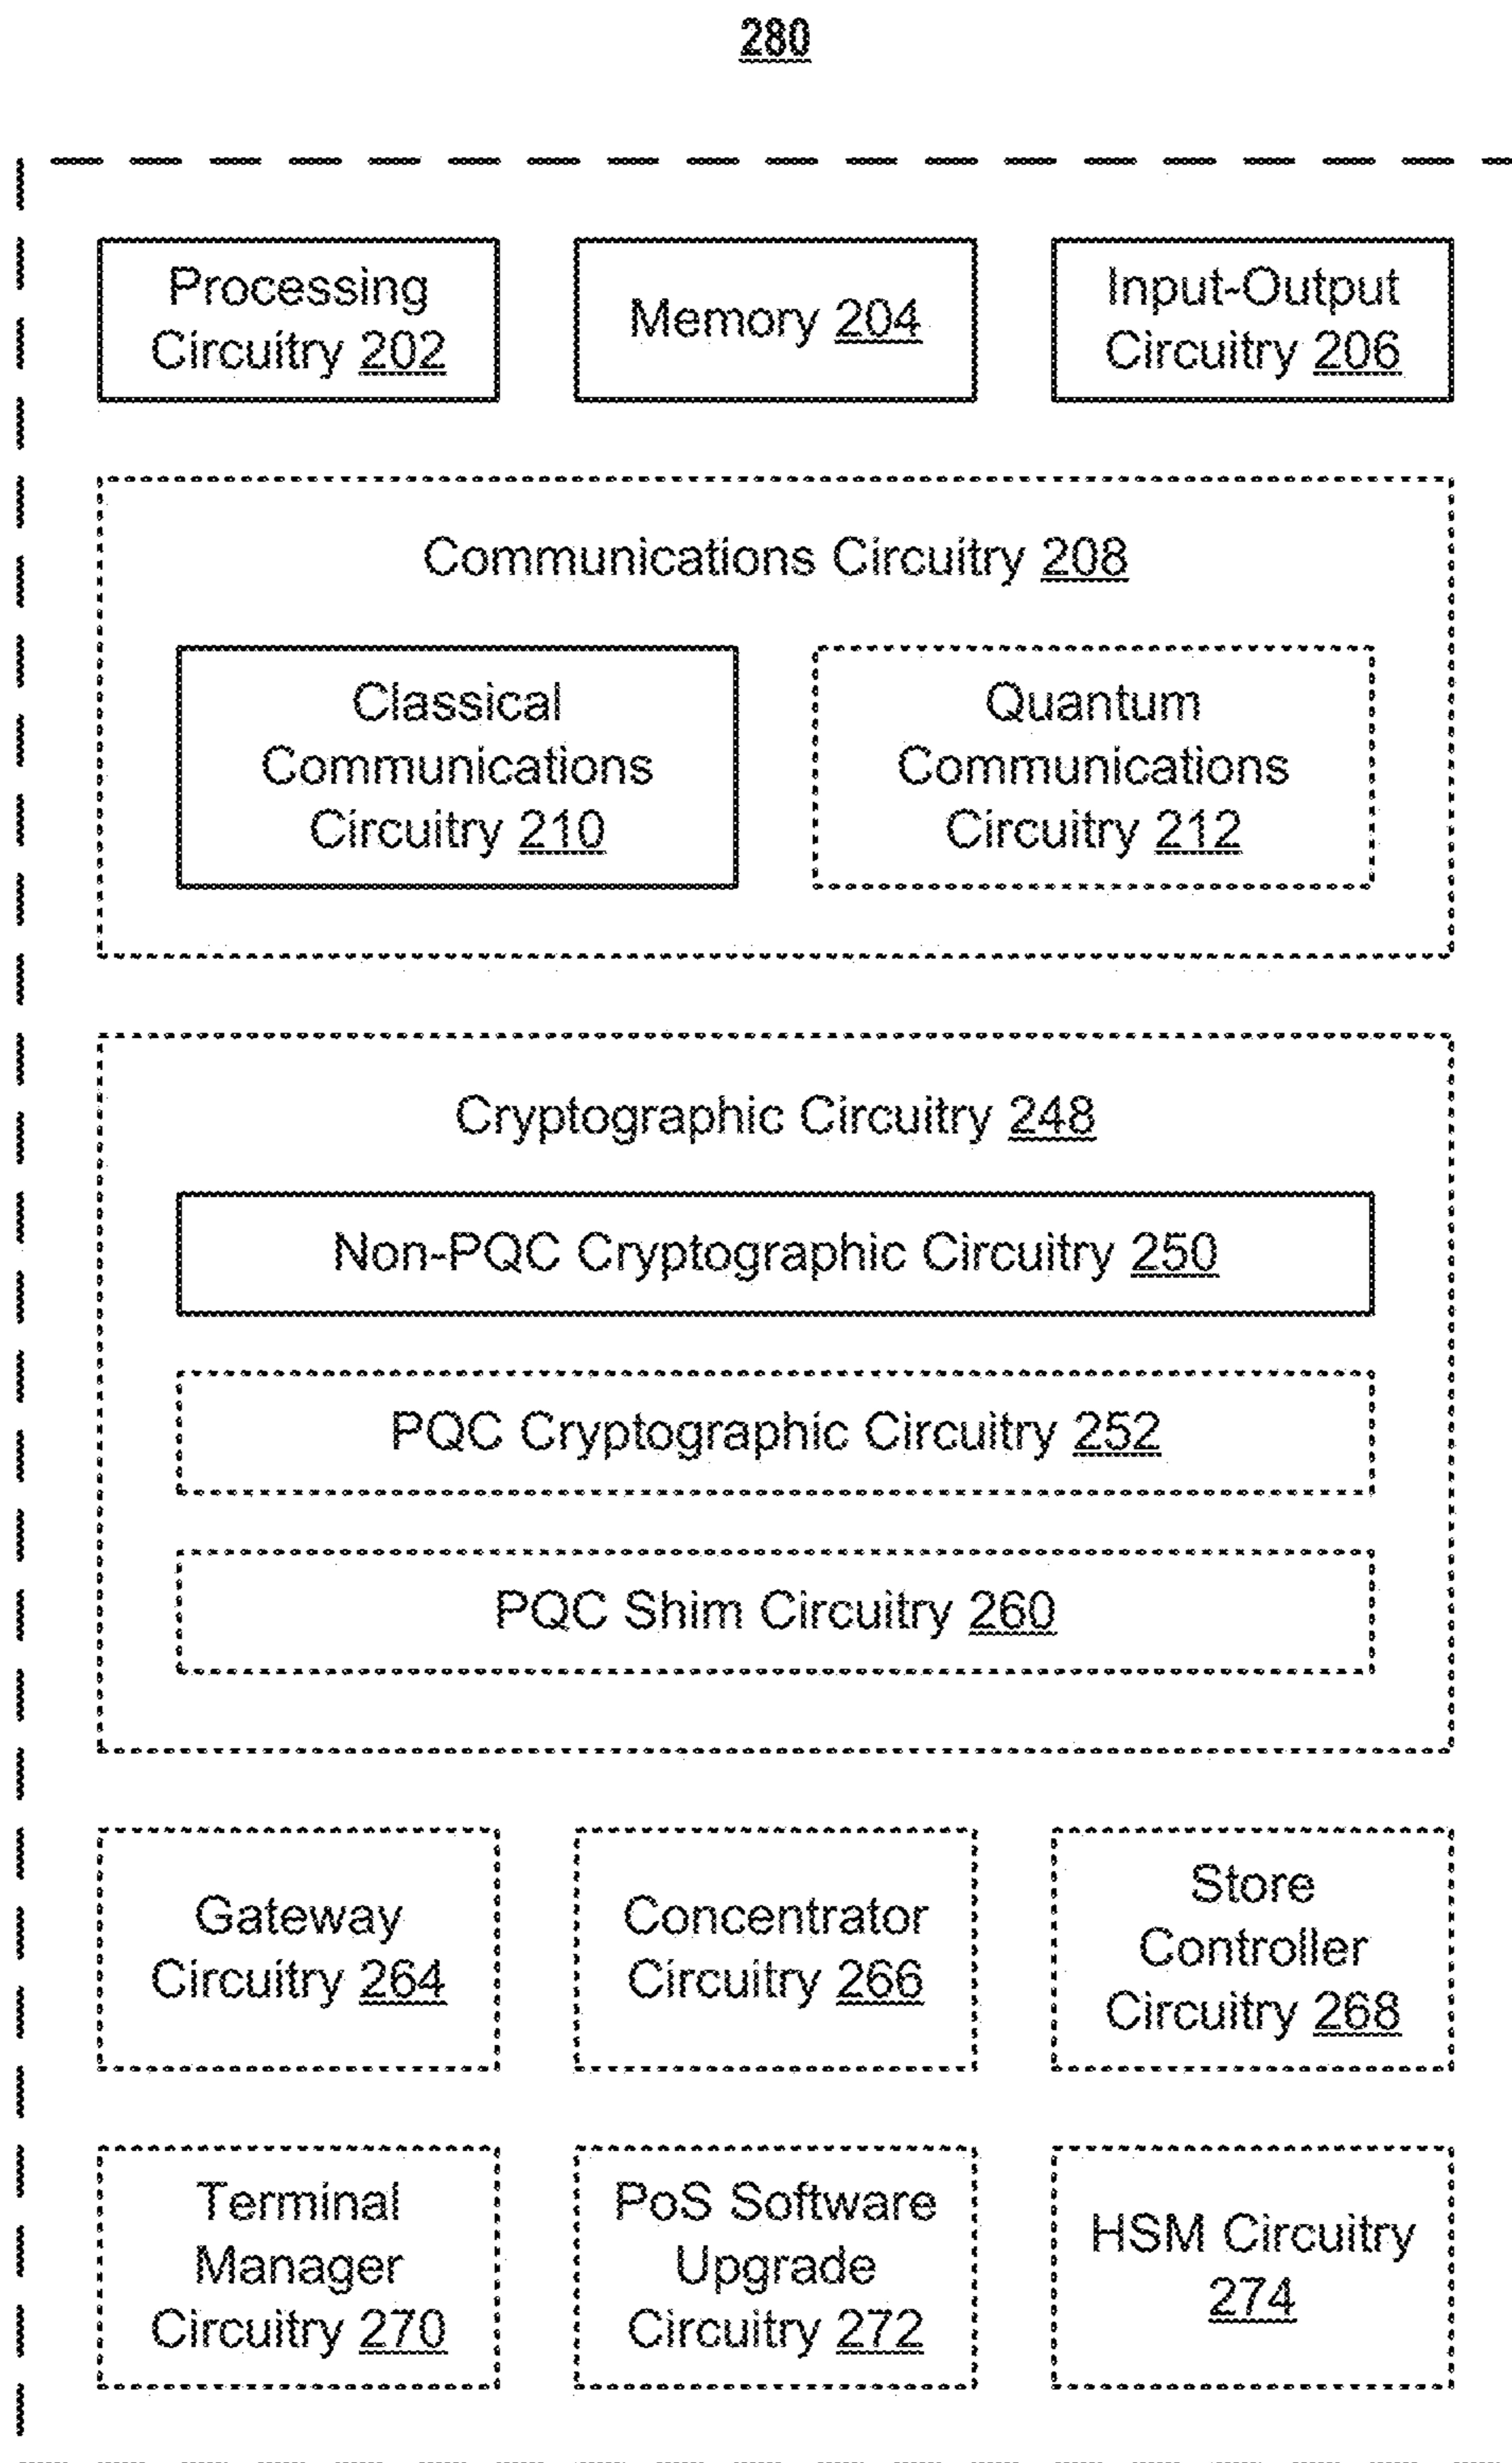 280
Processing
Circuitry 202
Memory 204
Input-Output
Circuitry 206
Communications Circuitry 208
Classical
Communications
Circuitry 210
Quantum
Communications
Circuitry 212
Cryptographic Circuitry 248
Non-PQC Cryptographic Circuitry 250
PQC Cryptographic Circuitry 252
PQC Shim Circuitry 260
Gateway
Circuitry 264
Concentrator
Circuitry 266
Store
Controller
Circuitry 268
Terminal
Manager
Circuitry 270
PoS Software
Upgrade
Circuitry 272
HSM Circuitry
274